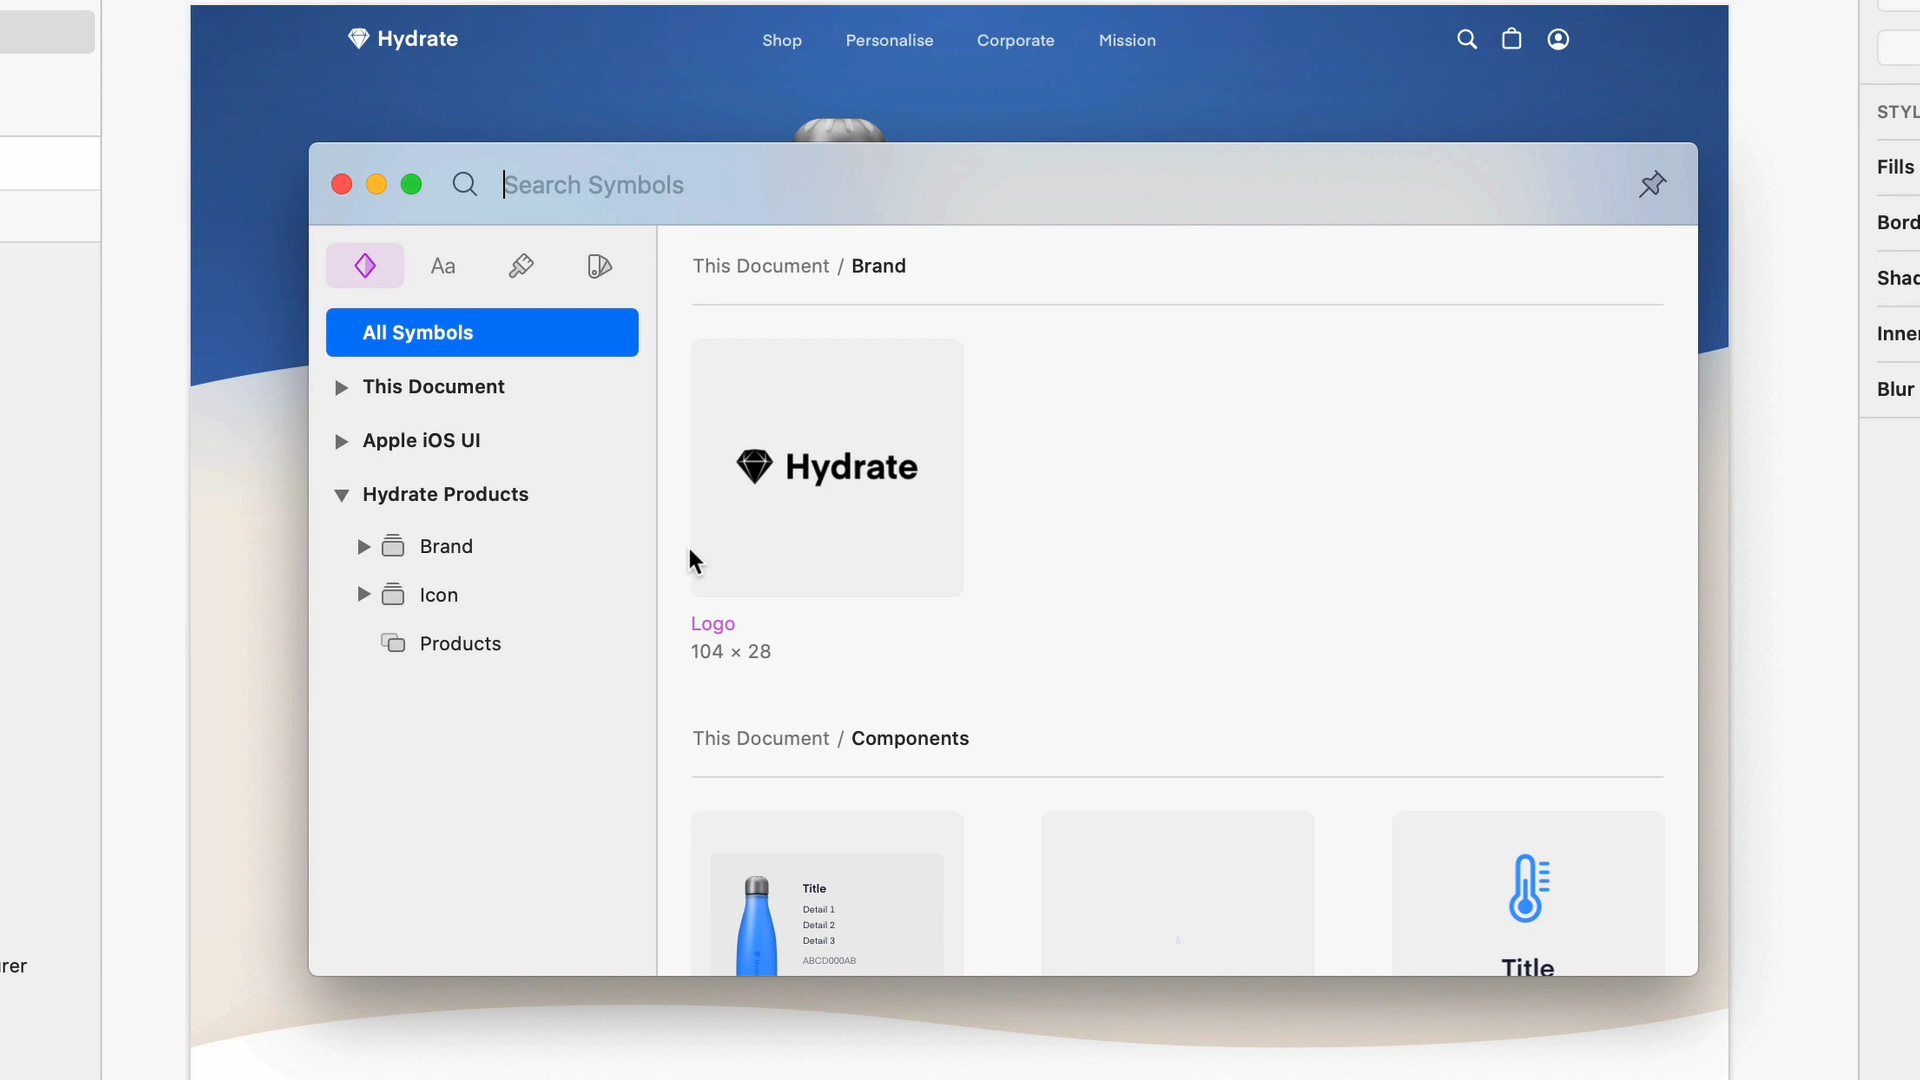 Hydrate
Shop
Personalise
Corporate
Mission
Search Symbols
Aa
All Symbols
This Document
Apple iOS UI
Hydrate Products
Brand
Icon
Products
This Document / Brand
Hydrate
Logo
104 × 28
This Document / Components
Title
Detail 1
Detail 2
Detail 3
ABCD000AB
Title
STYL
Fills
Bord
Shad
Inner
Blur
rer